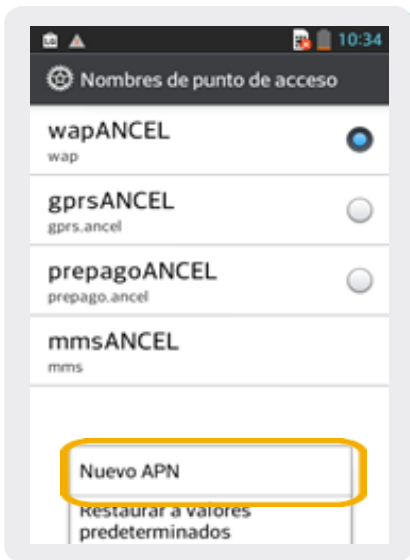 10:34
Nombres de punto de acceso
wapANCEL
wap
gprsANCEL
gprs.ancel
prepagoANCEL
prepago.ancel
mmsANCEL
mms
Nuevo APN
Restaurar a valores
predeterminados